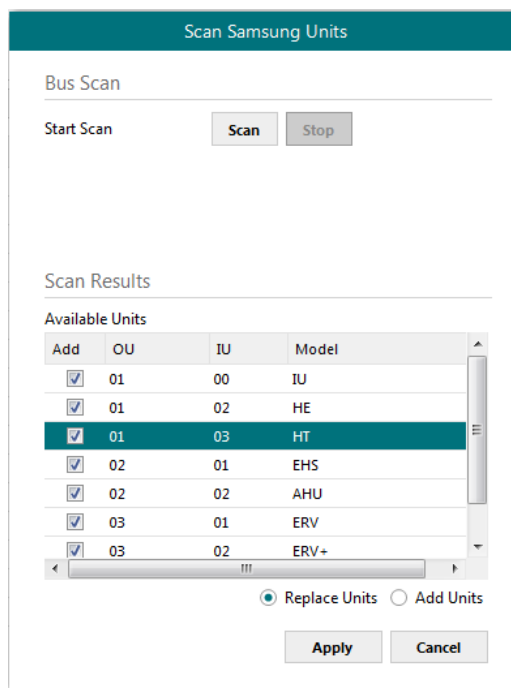 Scan Samsung Units
Bus Scan
Start Scan Scan Stop
Scan Results
Available Units
Add OU IU Model
01 00 IU
01 02 HE
01 03 HT
02 01 EHS
02 02 AHU
03 01 ERV
03 02 ERV+
Replace Units Add Units
Apply Cancel